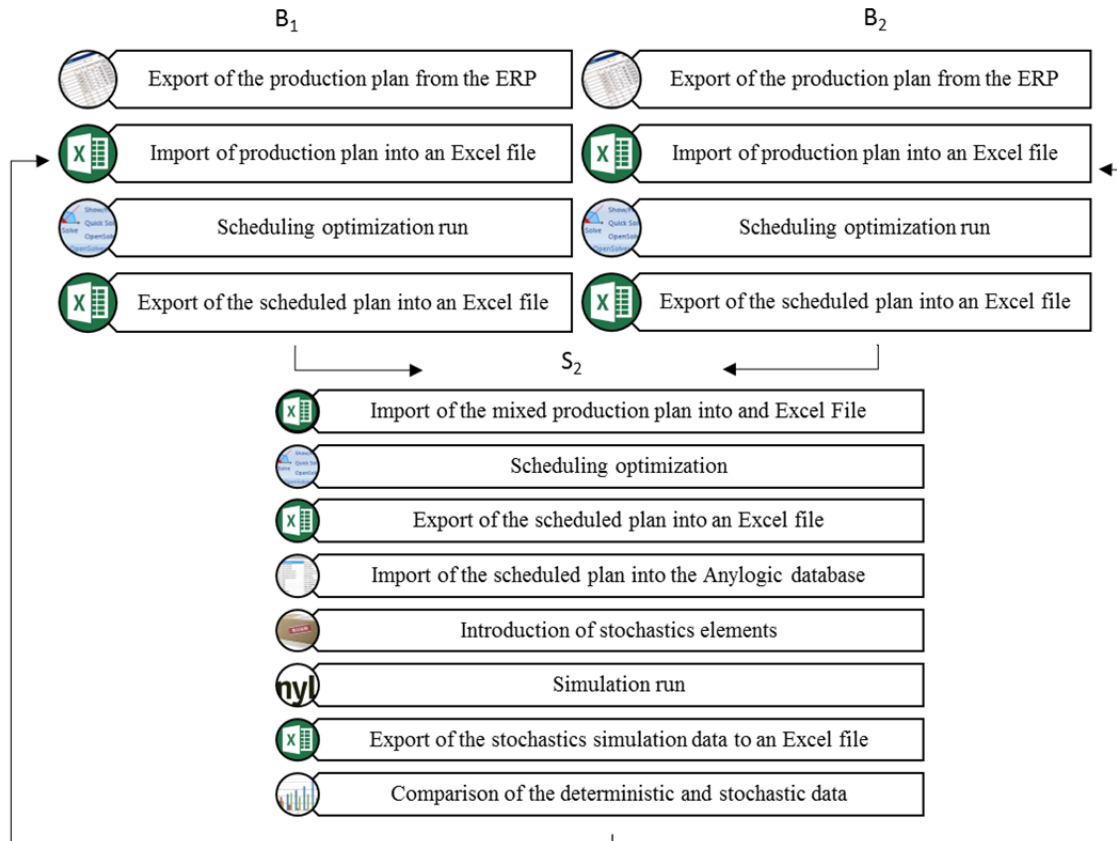 B1
B2
Export of the production plan from the ERP
Import of production plan into an Excel file
Scheduling optimization run
Export of the scheduled plan into an Excel file
Export of the production plan from the ERP
Import of production plan into an Excel file
Scheduling optimization run
Export of the scheduled plan into an Excel file
S2
Import of the mixed production plan into and Excel File
Scheduling optimization
Export of the scheduled plan into an Excel file
Import of the scheduled plan into the Anylogic database
Introduction of stochastics elements
Simulation run
Export of the stochastics simulation data to an Excel file
Comparison of the deterministic and stochastic data